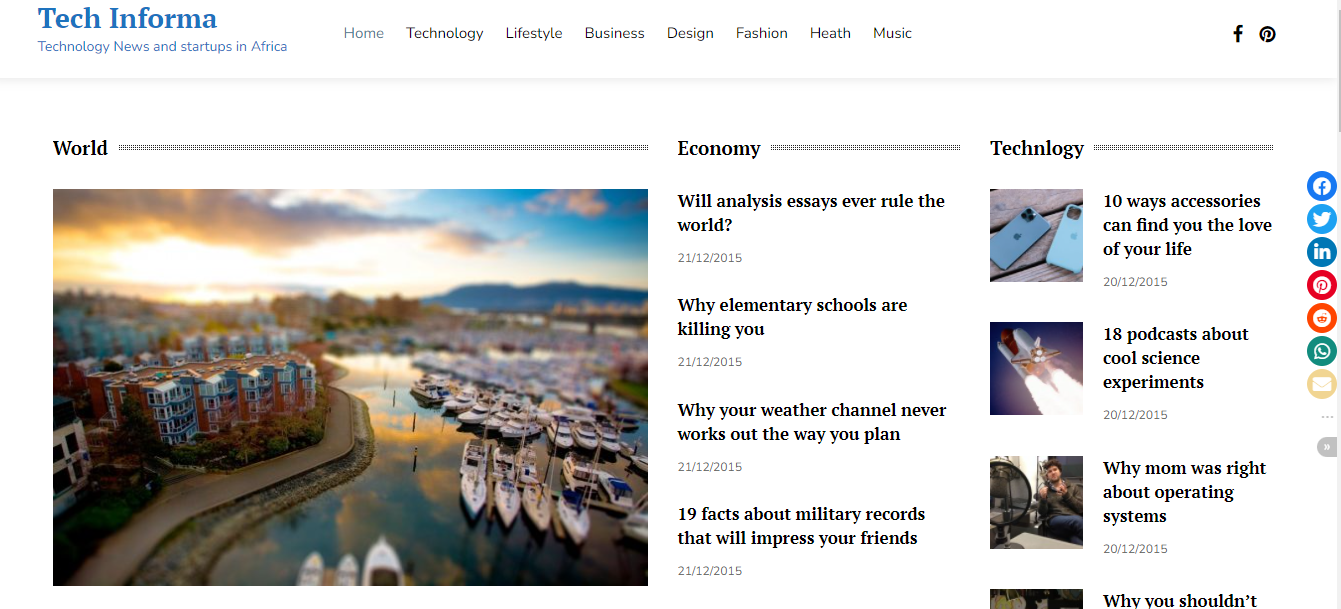 Tech Informa
Technology News and startups in Africa
Home Technology Lifestyle Business Design Fashion Heath Music
World
Economy
Will analysis essays ever rule the
world?
21/12/2015
Why elementary schools are
killing you
21/12/2015
Why your weather channel never
works out the way you plan
21/12/2015
19 facts about military records
that will impress your friends
21/12/2015
Technlogy
10 ways accessories
can find you the love
of your life
20/12/2015
18 podcasts about
cool science
experiments
20/12/2015
Why mom was right
about operating
systems
20/12/2015
Why you shouldn’t